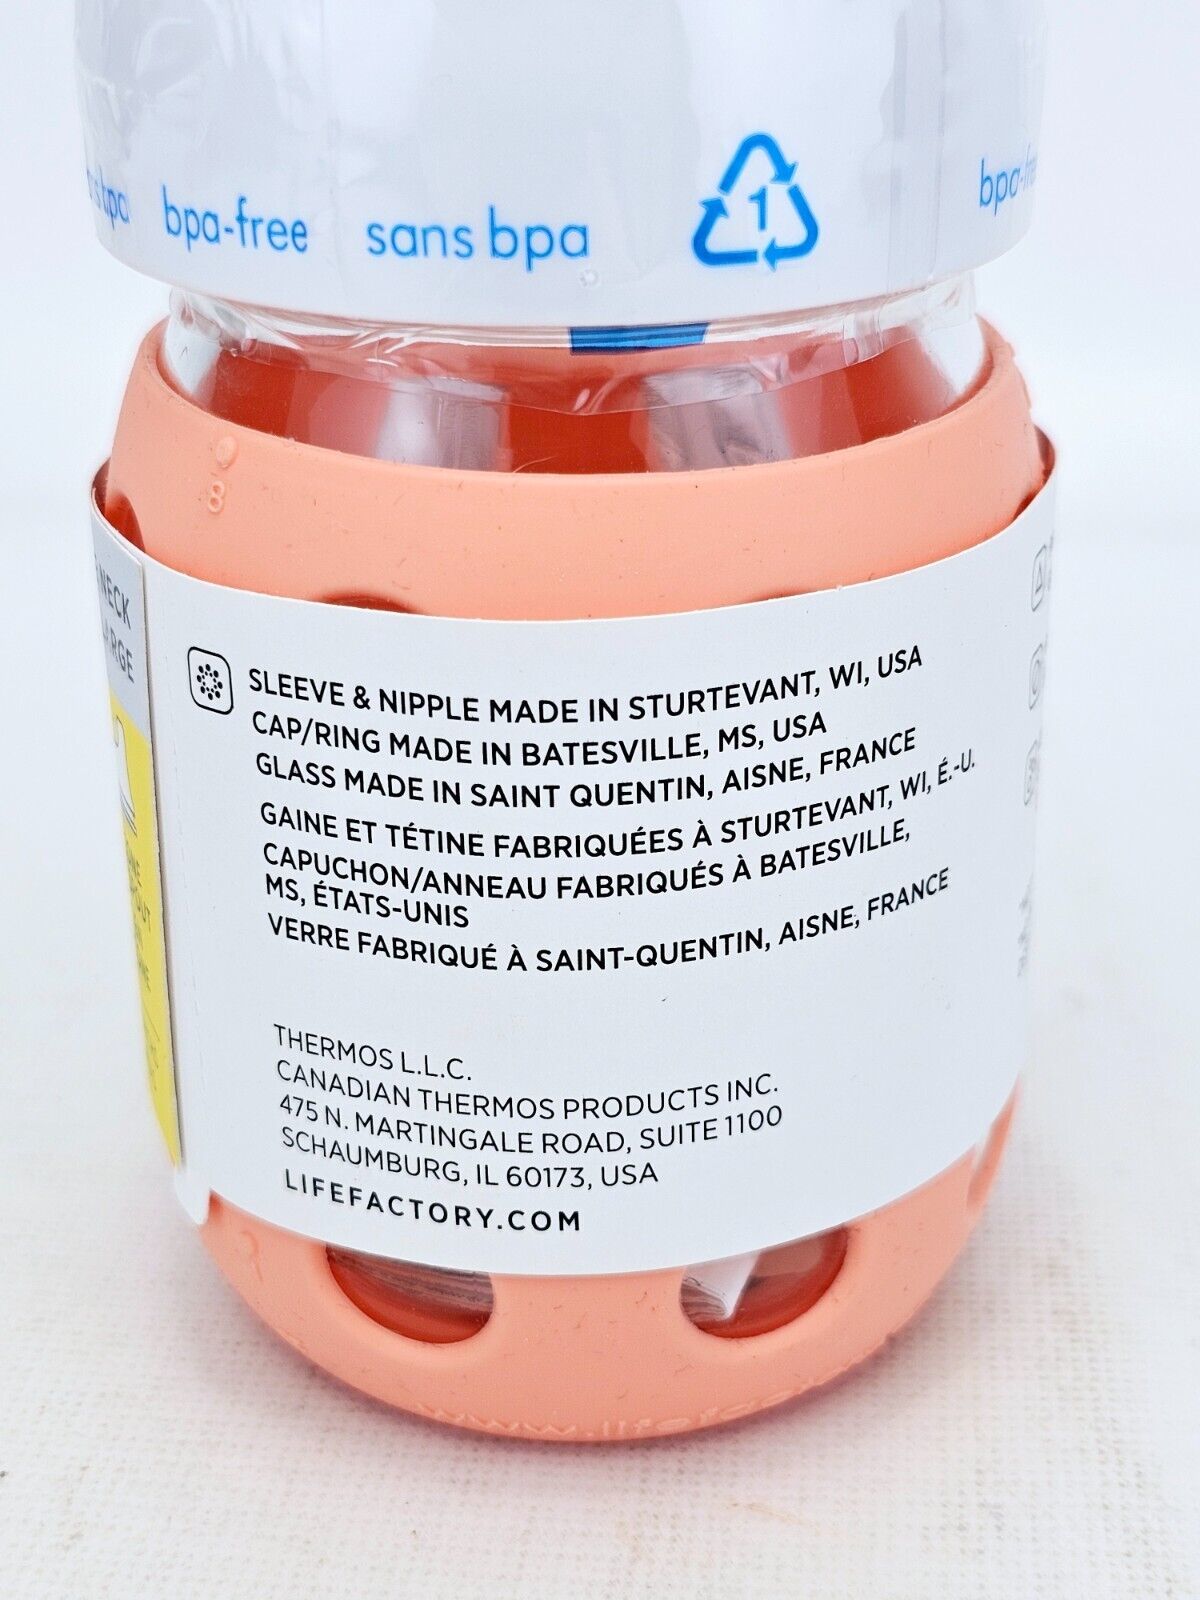 bpa-free sans bpa 1 bpa-free
8
NECK
LARGE
SLEEVE & NIPPLE MADE IN STURTEVANT, WI, USA
CAP/RING MADE IN BATESVILLE, MS, USA
GLASS MADE IN SAINT QUENTIN, AISNE, FRANCE
GAINE ET TÉTINE FABRIQUÉES À STURTEVANT, WI, É.-U.
CAPUCHON/ANNEAU FABRIQUÉS À BATESVILLE,
MS, ÉTATS-UNIS
VERRE FABRIQUÉ À SAINT-QUENTIN, AISNE, FRANCE
THERMOS L.L.C.
CANADIAN THERMOS PRODUCTS INC.
475 N. MARTINGALE ROAD, SUITE 1100
SCHAUMBURG, IL 60173, USA
LIFEFACTORY.COM